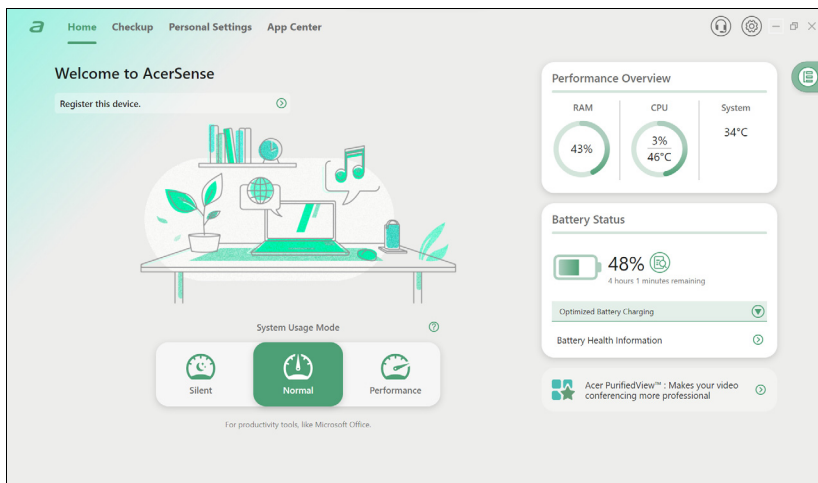 a Home Checkup Personal Settings App Center
Welcome to AcerSense
Register this device.
System Usage Mode
Silent
Normal
Performance
For productivity tools, like Microsoft Office.
Performance Overview
RAM CPU System
43%
3%
46°C
34°C
Battery Status
48%
4 hours 1 minutes remaining
Optimized Battery Charging
Battery Health Information
Acer PurifiedView™ : Makes your video
conferencing more professional